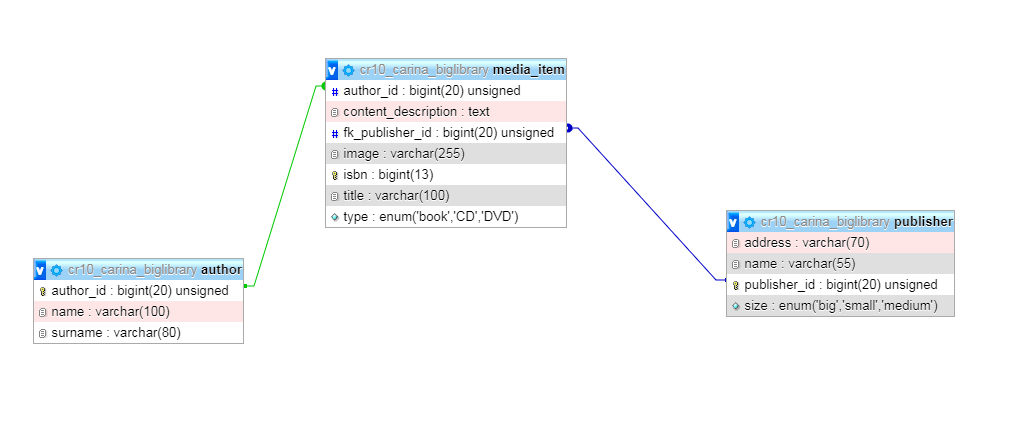 cr10_carina_biglibrary media_item
author_id : bigint(20) unsigned
content_description : text
fk_publisher_id : bigint(20) unsigned
image : varchar(255)
isbn : bigint(13)
title : varchar(100)
type : enum('book','CD','DVD')
cr10_carina_biglibrary publisher
address : varchar(70)
name : varchar(55)
publisher_id : bigint(20) unsigned
size : enum('big','small','medium')
cr10_carina_biglibrary author
author_id : bigint(20) unsigned
name : varchar(100)
surname : varchar(80)